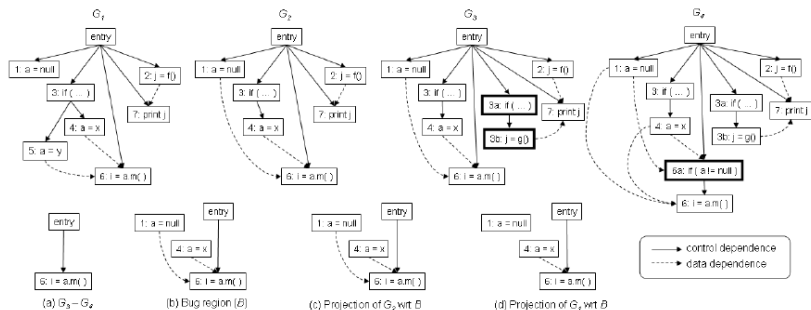 G1
entry
1: a = null
2: j = f()
3: if ( ... )
7: print j
4: a = x
5: a = y
6: i = a.m( )
G2
entry
1: a = null
2: j = f()
3: if ( ... )
7: print j
4: a = x
6: i = a.m( )
G3
entry
1: a = null
2: j = f()
3: if ( ... )
3a: if ( ... )
7: print j
4: a = x
3b: j = g()
6: i = a.m( )
G4
entry
1: a = null
2: j = f()
3: if ( ... )
3a: if ( ... )
7: print j
4: a = x
3b: j = g()
6a: if ( a != null )
6: i = a.m( )
entry
6: i = a.m( )
(a) G3 – G4
entry
1: a = null
4: a = x
6: i = a.m( )
(b) Bug region (B)
entry
1: a = null
4: a = x
6: i = a.m( )
(c) Projection of G2 wrt B
entry
4: a = x
6: i = a.m( )
(d) Projection of G1 wrt B
control dependence
data dependence